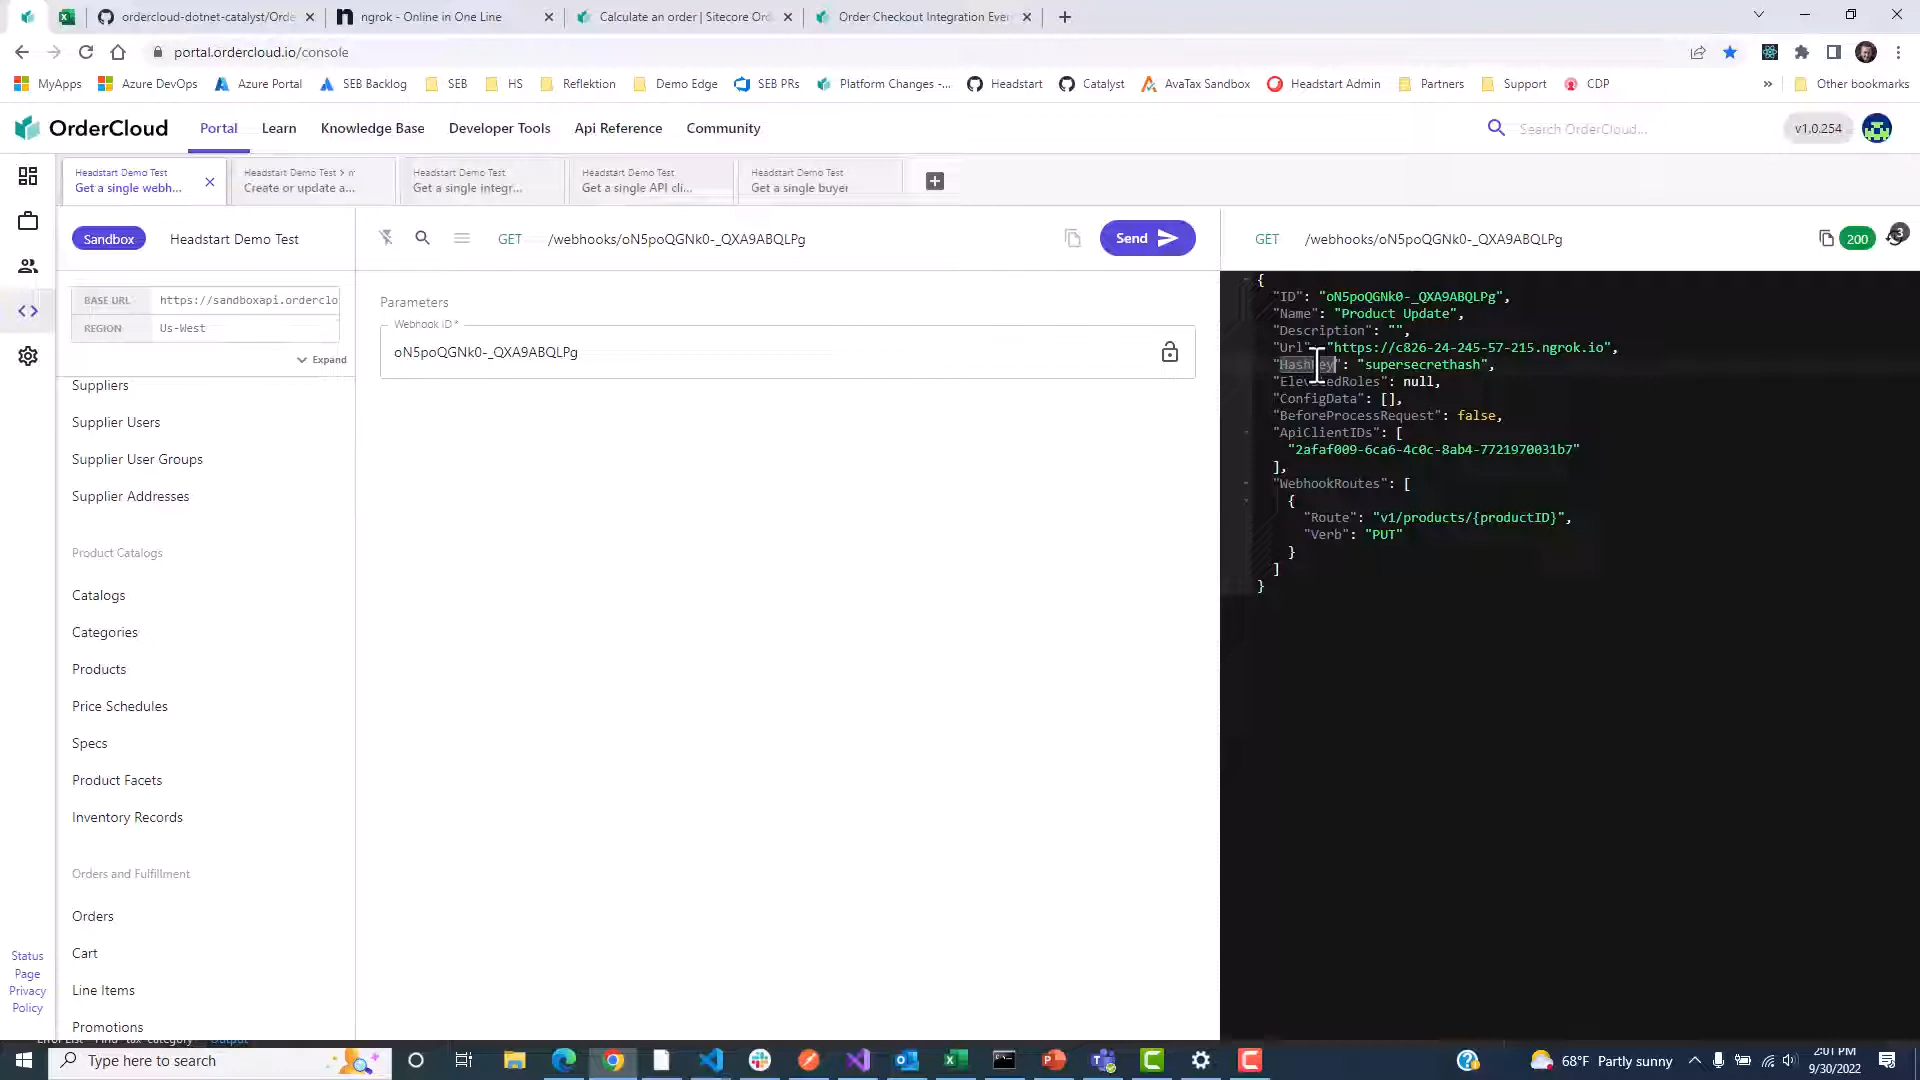 ordercloud-dotnet-catalyst/Orde
ngrok - Online in One Line
Calculate an order | Sitecore Ord
Order Checkout Integration Even
portal.ordercloud.io/console
MyApps
Azure DevOps
Azure Portal
SEB Backlog
SEB
HS
Reflektion
Demo Edge
SEB PRs
Platform Changes -...
Headstart
Catalyst
AvaTax Sandbox
Headstart Admin
Partners
Support
CDP
»
Other bookmarks
OrderCloud
Portal
Learn
Knowledge Base
Developer Tools
Api Reference
Community
Search OrderCloud...
v1.0.254
Headstart Demo Test
Get a single webh...
Headstart Demo Test > m
Create or update a...
Headstart Demo Test
Get a single integr...
Headstart Demo Test
Get a single API cli...
Headstart Demo Test
Get a single buyer
Sandbox
Headstart Demo Test
GET
/webhooks/oN5poQGNk0-_QXA9ABQLPg
Send
GET
/webhooks/oN5poQGNk0-_QXA9ABQLPg
200
3
BASE URL
https://sandboxapi.orderclo
REGION
Us-West
Expand
Suppliers
Supplier Users
Supplier User Groups
Supplier Addresses
Product Catalogs
Catalogs
Categories
Products
Price Schedules
Specs
Product Facets
Inventory Records
Orders and Fulfillment
Orders
Cart
Line Items
Promotions
Status
Page
Privacy
Policy
Parameters
Webhook ID *
oN5poQGNk0-_QXA9ABQLPg
{
"ID": "oN5poQGNk0-_QXA9ABQLPg",
"Name": "Product Update",
"Description": "",
"Url": "https://c826-24-245-57-215.ngrok.io",
"HashKey": "supersecrethash",
"ElevatedRoles": null,
"ConfigData": [],
"BeforeProcessRequest": false,
"ApiClientIDs": [
"2afaf009-6ca6-4c0c-8ab4-7721970031b7"
],
"WebhookRoutes": [
{
"Route": "v1/products/{productID}",
"Verb": "PUT"
}
]
}
Type here to search
68°F Partly sunny
2:01 PM
9/30/2022